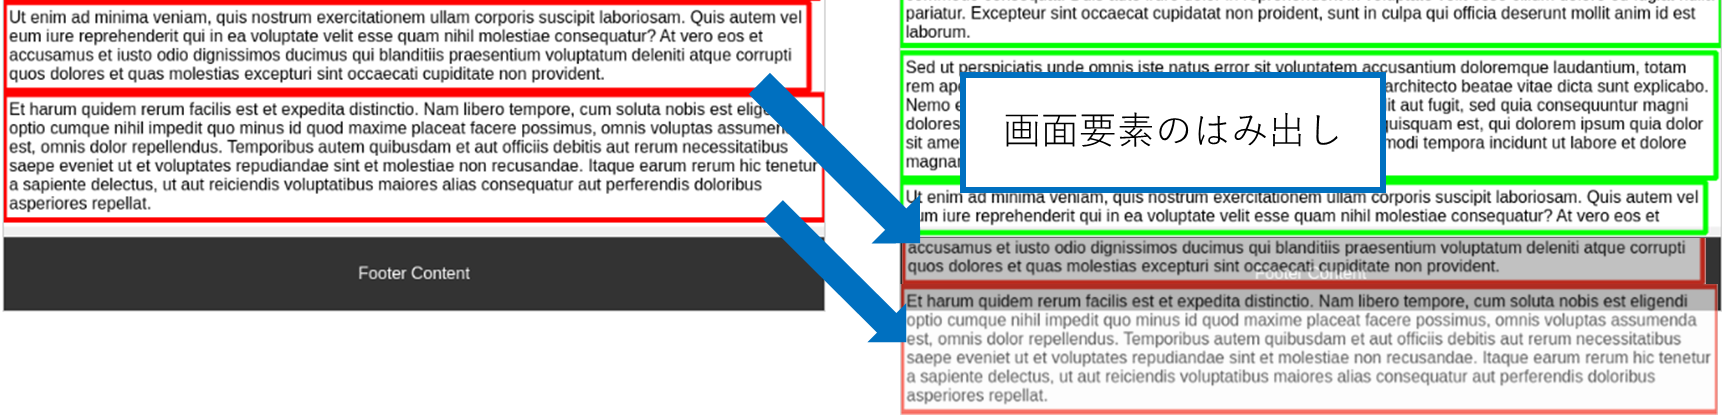 Ut enim ad minima veniam, quis nostrum exercitationem ullam corporis suscipit laboriosam. Quis autem vel
eum iure reprehenderit qui in ea voluptate velit esse quam nihil molestiae consequatur? At vero eos et
accusamus et iusto odio dignissimos ducimus qui blanditiis praesentium voluptatum deleniti atque corrupti
quos dolores et quas molestias excepturi sint occaecati cupiditate non provident.
Et harum quidem rerum facilis est et expedita distinctio. Nam libero tempore, cum soluta nobis est
optio cumque nihil impedit quo minus id quod maxime placeat facere possimus, omnis voluptas
est, omnis dolor repellendus. Temporibus autem quibusdam et aut officiis debitis aut rerum necessitatibus
saepe eveniet ut et voluptates repudiandae sint et molestiae non recusandae. Itaque earum rerum hic tenetur
a sapiente delectus, ut aut reiciendis voluptatibus maiores alias consequatur aut perferendis doloribus
asperiores repellat.
Footer Content
pariatur. Excepteur sint occaecat cupidatat non proident, sunt in culpa qui officia deserunt mollit anim id est
laborum.
Sed ut perspiciatis unde omnis iste natus error sit voluptatem accusantium doloremque laudantium, totam
rem architecto beatae vitae dicta sunt explicabo.
Nemo aut fugit, sed quia consequuntur magni
dolores quisquam est, qui dolorem ipsum quia dolor
sit modi tempora incidunt ut labore et dolore
画面要素のはみ出し
Ut enim ad minima veniam, quis nostrum exercitationem ullam corporis suscipit laboriosam. Quis autem vel
eum iure reprehenderit qui in ea voluptate velit esse quam nihil molestiae consequatur? At vero eos et
accusamus et iusto odio dignissimos ducimus qui blanditiis praesentium voluptatum deleniti atque corrupti
quos dolores et quas molestias excepturi sint occaecati cupiditate non provident.
Footer Content
Et harum quidem rerum facilis est et expedita distinctio. Nam libero tempore, cum soluta nobis est eligendi
optio cumque nihil impedit quo minus id quod maxime placeat facere possimus, omnis voluptas assumenda
est, omnis dolor repellendus. Temporibus autem quibusdam et aut officiis debitis aut rerum necessitatibus
saepe eveniet ut et voluptates repudiandae sint et molestiae non recusandae. Itaque earum rerum hic tenetur
a sapiente delectus, ut aut reiciendis voluptatibus maiores alias consequatur aut perferendis doloribus
asperiores repellat.